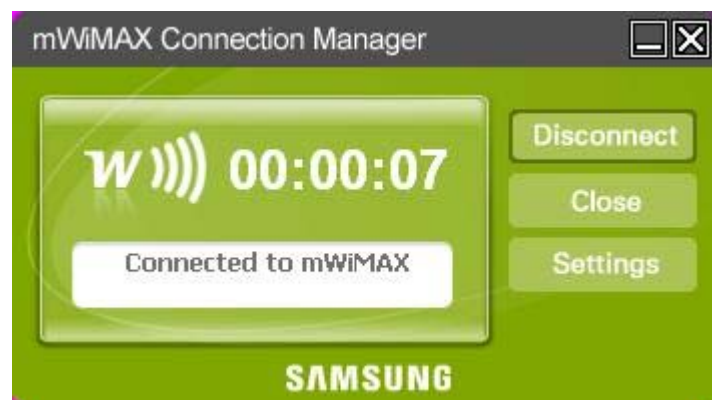 mWiMAX Connection Manager
W 00:00:07
Connected to mWiMAX
Disconnect
Close
Settings
SAMSUNG